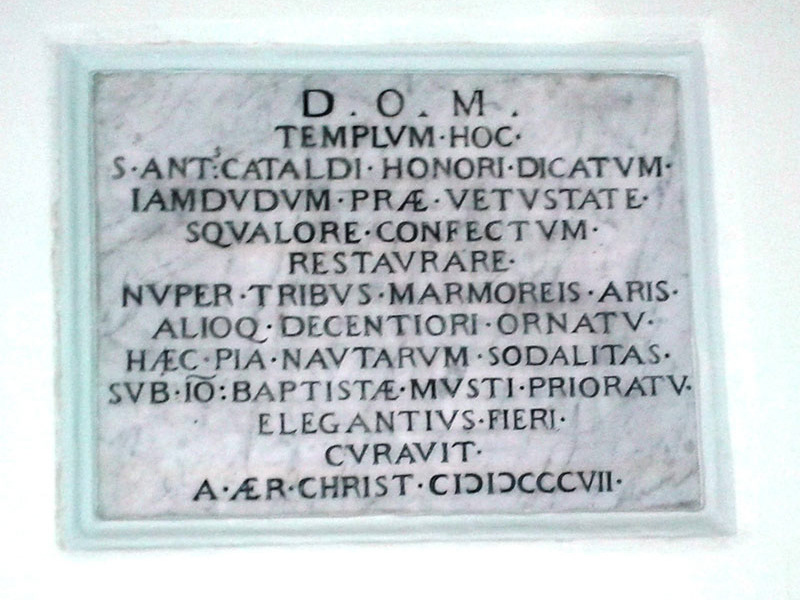 D . O . M .
TEMPLVM·HOC·
S·ANT:S CATALDI·HONORI·DICATVM·
IAMDVDVM·PRÆ·VETVSTATE·
SQVALORE·CONFECTVM·
RESTAVRARE·
NVPER·TRIBVS·MARMOREIS·ARIS·
ALIOQ·DECENTIORI·ORNATV·
HÆC·PIA·NAVTARVM·SODALITAS·
SVB·IO̅:BAPTISTÆ·MVSTI·PRIORATV·
ELEGANTIVS·FIERI·
CVRAVIT·
A·ÆR·CHRIST·CIƆIƆCCCVII·